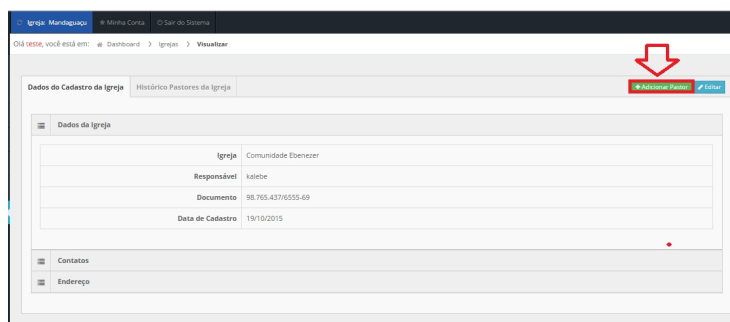 Igreja: Mandaguaçu Minha Conta Sair do Sistema
Olá teste, você está em: Dashboard > Igrejas > Visualizar
Dados do Cadastro da Igreja Histórico Pastores da Igreja Adicionar Pastor Editar
Dados da Igreja
Igreja Comunidade Ebenezer
Responsável kalebe
Documento 98.765.437/6555-69
Data de Cadastro 19/10/2015
Contatos
Endereço